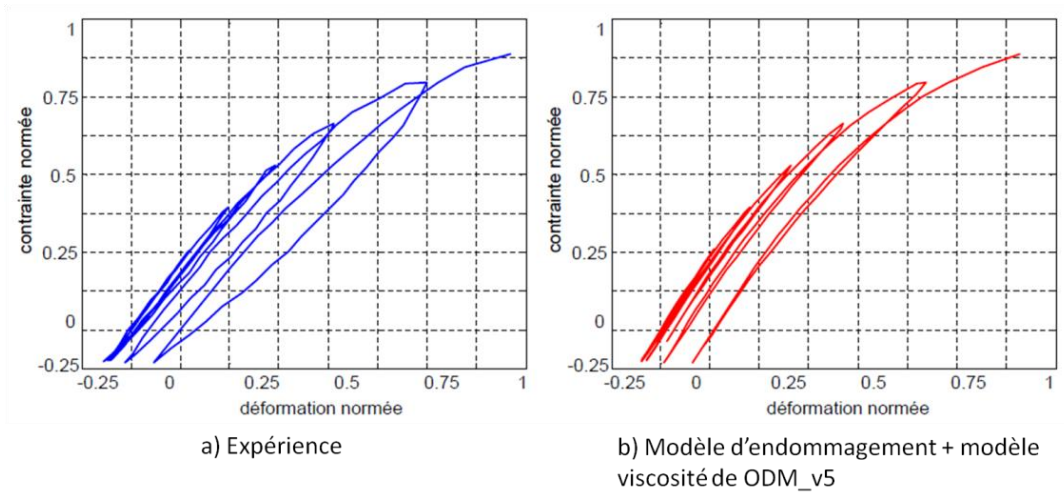 1
0.75
0.5
0.25
0
-0.25
contrainte normée
-0.25 0 0.25 0.5 0.75 1
déformation normée
a) Expérience
1
0.75
0.5
0.25
0
-0.25
contrainte normée
-0.25 0 0.25 0.5 0.75 1
déformation normée
b) Modèle d'endommagement + modèle
viscosité de ODM_v5